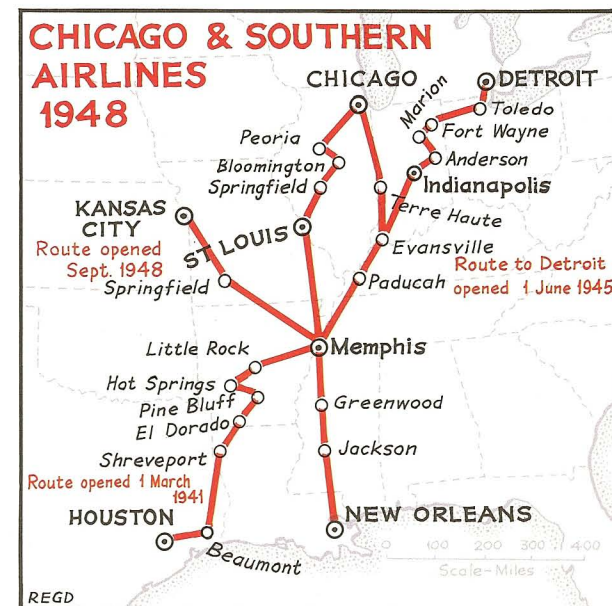 CHICAGO & SOUTHERN
AIRLINES
1948
CHICAGO
DETROIT
Marion
Toledo
Fort Wayne
Peoria
Bloomington
Anderson
Springfield
Indianapolis
KANSAS
CITY
Terre Haute
ST LOUIS
Evansville
Route opened
Sept. 1948
Route to Detroit
opened 1 June 1945
Springfield
Paducah
Little Rock
Memphis
Hot Springs
Pine Bluff
Greenwood
El Dorado
Jackson
Shreveport
Route opened 1 March
1941
HOUSTON
NEW ORLEANS
Beaumont
0 100 200 300 400
Scale-Miles
REGD